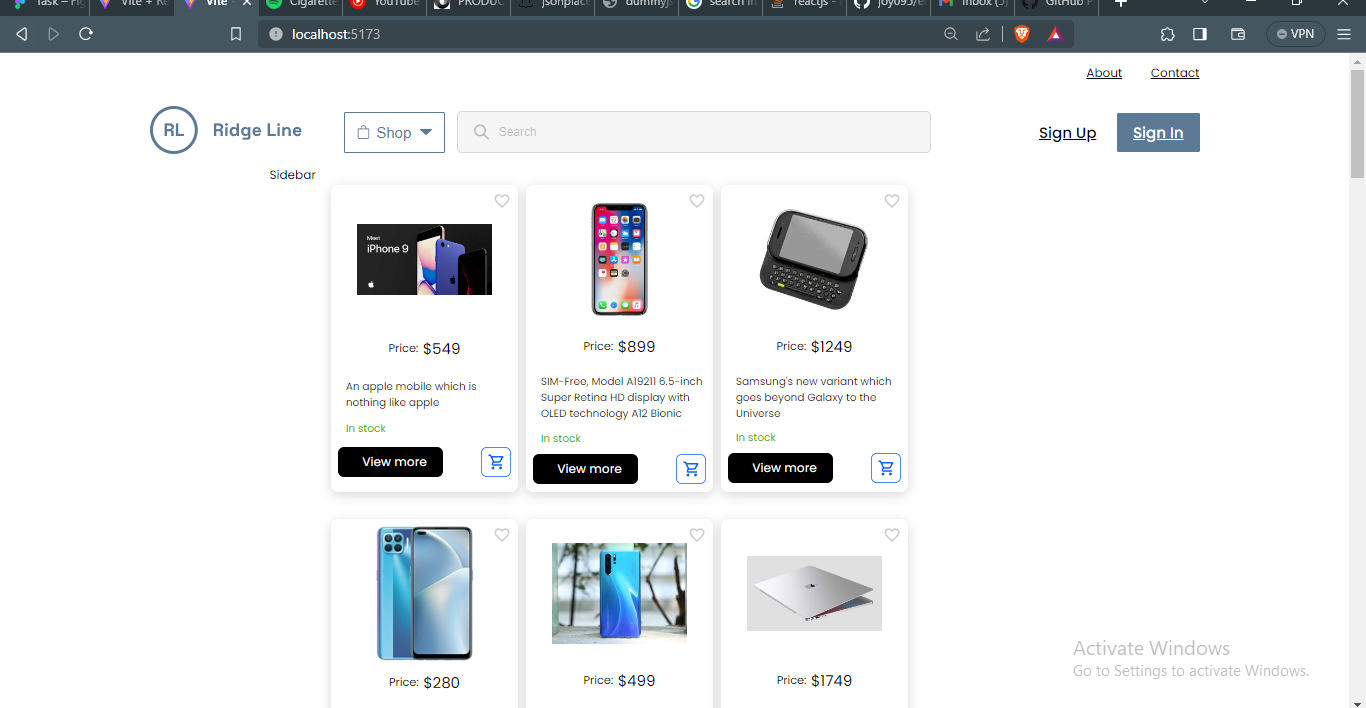 Task – Fig
Vite + Re
Vite
Cigarette
YouTube
PRODUC
jsonplace
dummyjs
search in
reactjs -
joy095/e
Inbox (5)
GitHub P
localhost:5173
VPN
About Contact
RL Ridge Line Shop Search Sign Up Sign In
Sidebar
Meet
iPhone 9
Price: $549 Price: $899 Price: $1249
An apple mobile which is
nothing like apple
In stock
View more
SIM-Free, Model A19211 6.5-inch
Super Retina HD display with
OLED technology A12 Bionic
In stock
View more
Samsung's new variant which
goes beyond Galaxy to the
Universe
In stock
View more
Price: $280 Price: $499 Price: $1749
Activate Windows
Go to Settings to activate Windows.